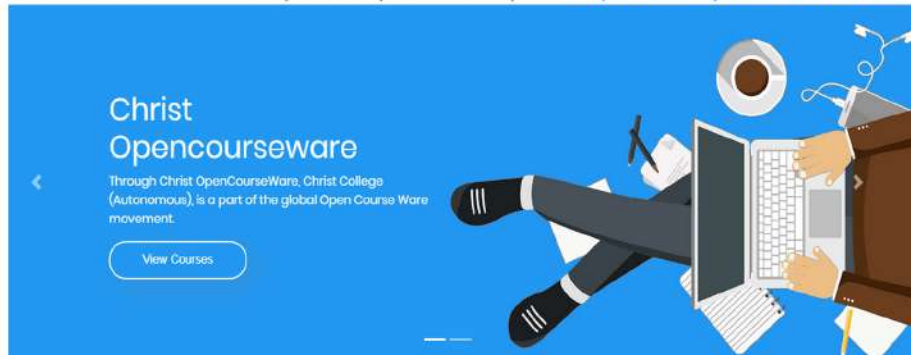 Christ
Opencourseware
Through Christ OpenCourseWare, Christ College
(Autonomous), is a part of the global Open Course Ware
movement.
View Courses